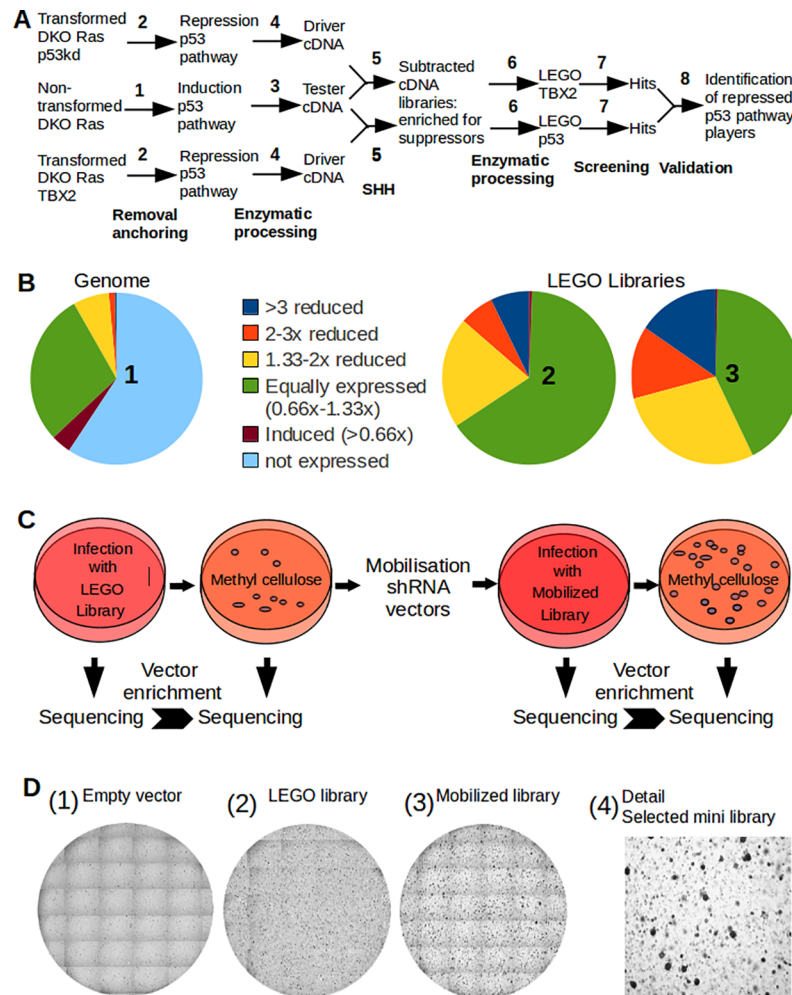 A
Transformed
DKO Ras
p53kd
2
Repression
p53
pathway
4
Driver
cDNA
Non-
transformed
DKO Ras
1
Induction
p53
pathway
3
Tester
cDNA
Transformed
DKO Ras
TBX2
2
Repression
p53
pathway
4
Driver
cDNA
5
5
Subtracted
cDNA
libraries:
enriched for
suppressors
6
LEGO
TBX2
7
Hits
6
LEGO
p53
7
Hits
8
Identification
of repressed
p53 pathway
players
Removal
anchoring
Enzymatic
processing
SHH
Enzymatic
processing
Screening
Validation
B
Genome
1
>3 reduced
2-3x reduced
1.33-2x reduced
Equally expressed
(0.66x-1.33x)
Induced (>0.66x)
not expressed
LEGO Libraries
2
3
C
Infection
with
LEGO
Library
Methyl cellulose
Mobilisation
shRNA
vectors
Infection
with
Mobilized
Library
Methyl cellulose
Vector
enrichment
Sequencing
Sequencing
Vector
enrichment
Sequencing
Sequencing
D
(1) Empty vector
(2) LEGO library
(3) Mobilized library
(4) Detail
Selected mini library